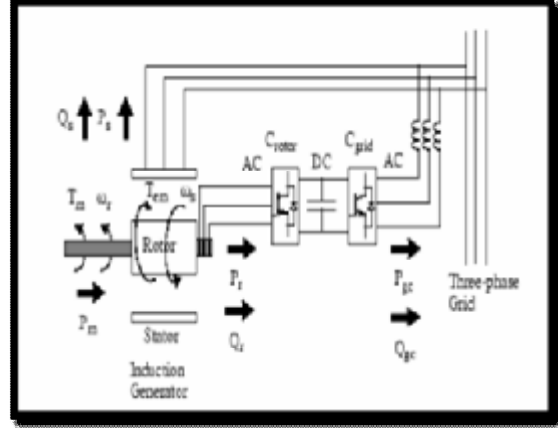 Qs Ps
Crotor
Cgrid
AC
DC
AC
Tm ωr
Tem ωs
Rotor
Pm
Pr
Qr
Stator
Induction
Generator
Pgc
Qgc
Three-phase
Grid